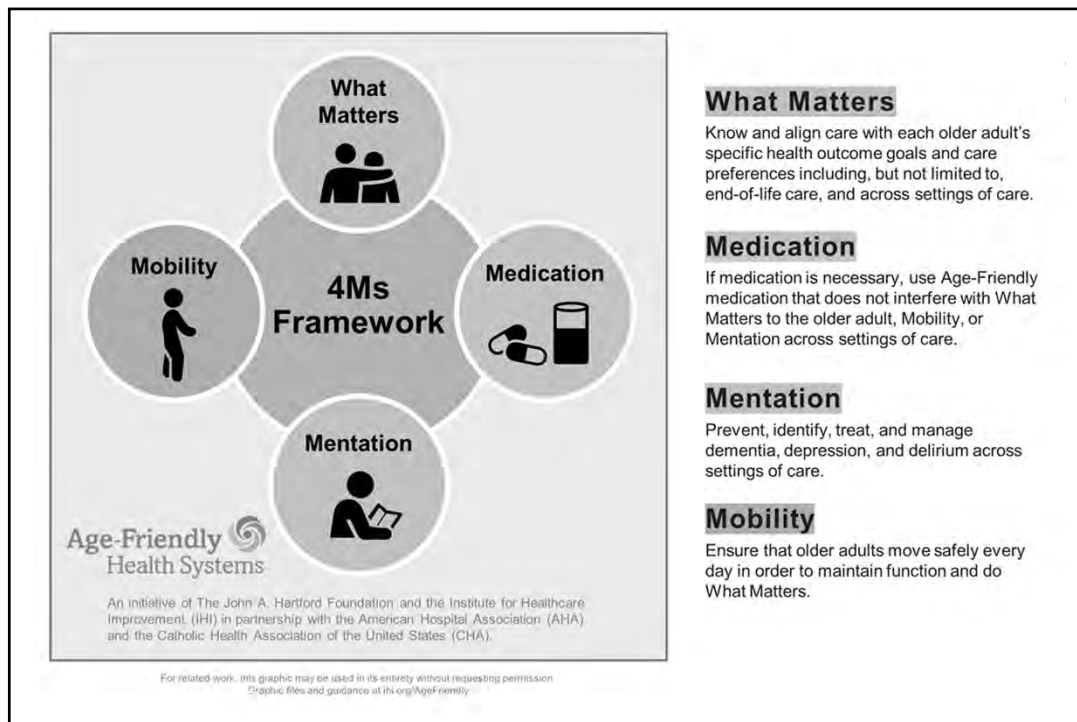 What
Matters
Mobility
4Ms
Framework
Medication
Mentation
Age-Friendly
Health Systems
An initiative of The John A. Hartford Foundation and the Institute for Healthcare
Improvement (IHI) in partnership with the American Hospital Association (AHA)
and the Catholic Health Association of the United States (CHA).
For related work, this graphic may be used in its entirety without requesting permission
Graphic files and guidance at ihi.org/AgeFriendly
What Matters
Know and align care with each older adult's
specific health outcome goals and care
preferences including, but not limited to,
end-of-life care, and across settings of care.
Medication
If medication is necessary, use Age-Friendly
medication that does not interfere with What
Matters to the older adult, Mobility, or
Mentation across settings of care.
Mentation
Prevent, identify, treat, and manage
dementia, depression, and delirium across
settings of care.
Mobility
Ensure that older adults move safely every
day in order to maintain function and do
What Matters.